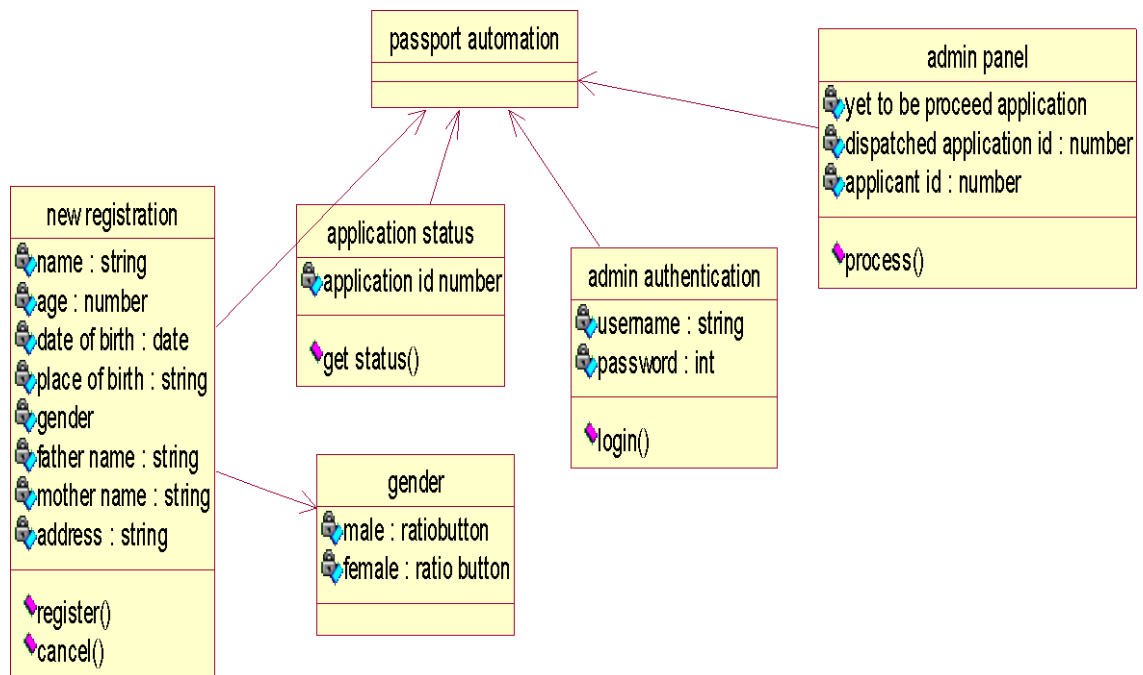 passport automation
admin panel
yet to be proceed application
dispatched application id : number
applicant id : number
process()
new registration
name : string
age : number
date of birth : date
place of birth : string
gender
father name : string
mother name : string
address : string
register()
cancel()
application status
application id number
get status()
admin authentication
username : string
password : int
login()
gender
male : ratiobutton
female : ratio button